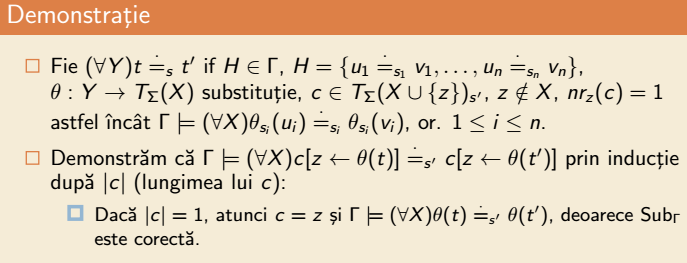 Demonstrație
Fie (∀Y)t ≐ₛ t′ if H ∈ Γ, H = {u₁ ≐ₛ₁ v₁, . . . , uₙ ≐ₛₙ vₙ},
θ : Y → T_Σ(X) substituție, c ∈ T_Σ(X ∪ {z})ₛ′, z ∉ X, nr_z(c) = 1
astfel încât Γ ⊨ (∀X)θₛᵢ(uᵢ) ≐ₛᵢ θₛᵢ(vᵢ), or. 1 ≤ i ≤ n.
Demonstrăm că Γ ⊨ (∀X)c[z ← θ(t)] ≐ₛ′ c[z ← θ(t′)] prin inducție
după |c| (lungimea lui c):
Dacă |c| = 1, atunci c = z și Γ ⊨ (∀X)θ(t) ≐ₛ′ θ(t′), deoarece Sub_Γ
este corectă.